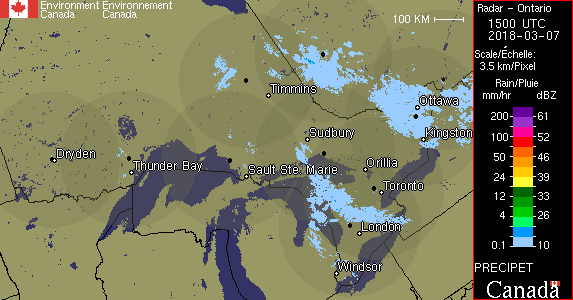 Environment Environnement
Canada Canada
100 KM
Timmins
Ottawa
Kingston
Sudbury
Dryden
Thunder Bay
Sault Ste. Marie
Orillia
Toronto
London
Windsor
Radar - Ontario
1500 UTC
2018-03-07
Scale/Échelle:
3.5 km/Pixel
Rain/Pluie
mm/hr dBZ
200 61
100 52
50 46
24 39
12 33
4 26
0.1 10
PRECIPET
Canada